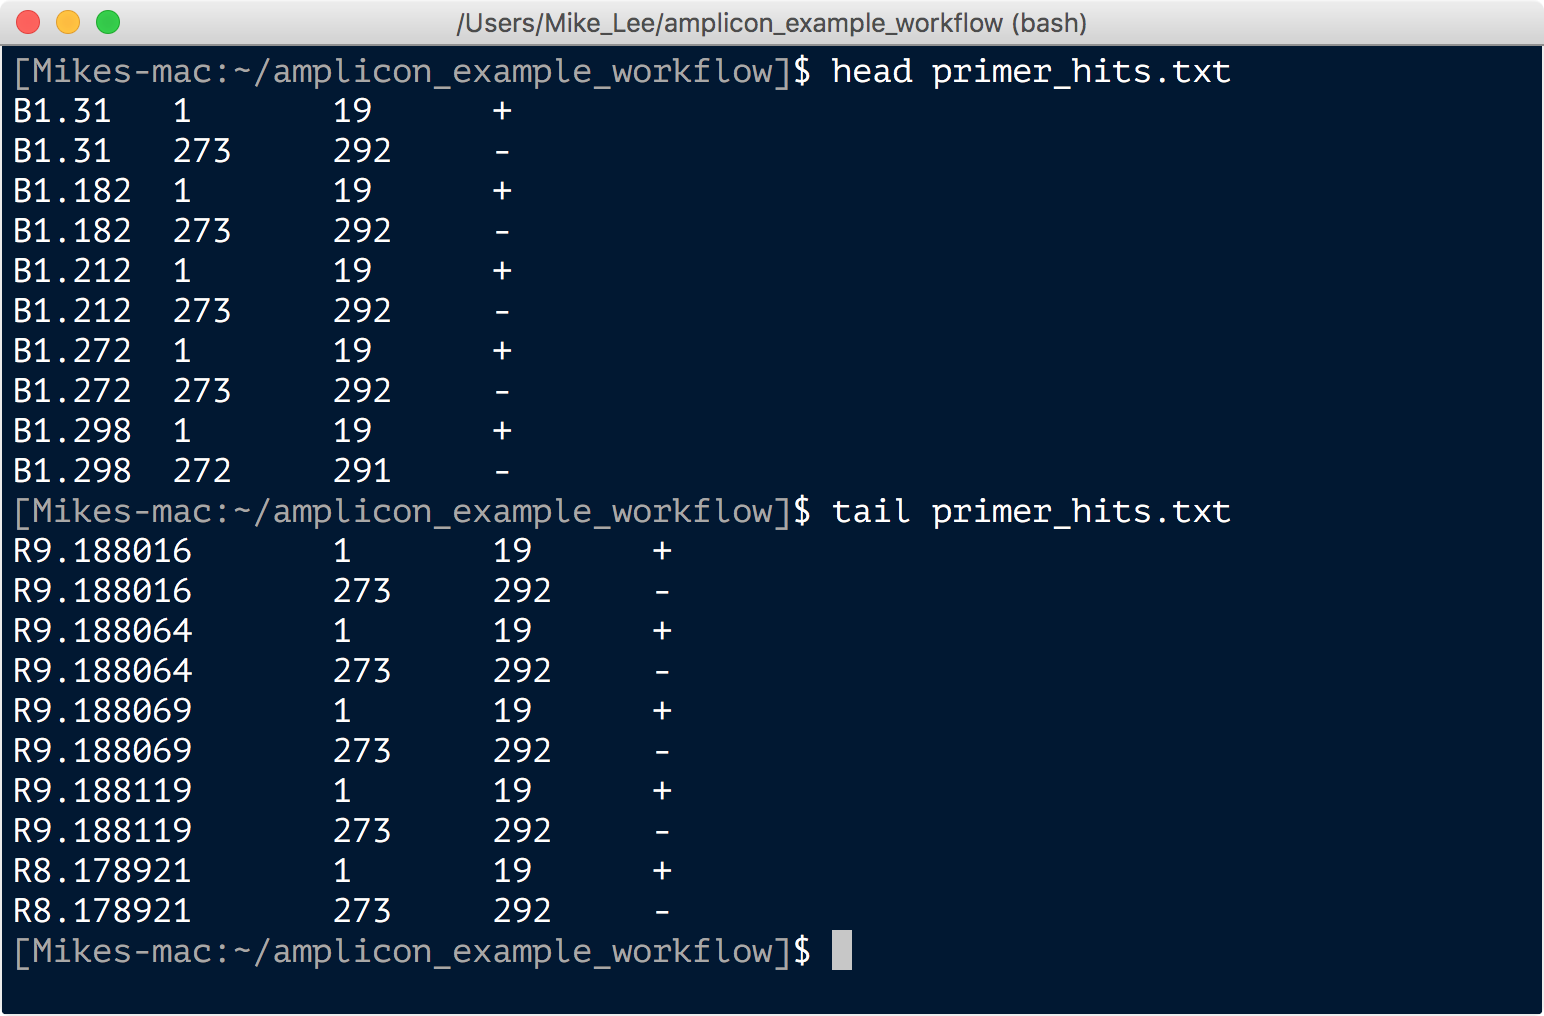 /Users/Mike_Lee/amplicon_example_workflow (bash)
[Mikes-mac:~/amplicon_example_workflow]$ head primer_hits.txt
B1.31 1 19 +
B1.31 273 292 -
B1.182 1 19 +
B1.182 273 292 -
B1.212 1 19 +
B1.212 273 292 -
B1.272 1 19 +
B1.272 273 292 -
B1.298 1 19 +
B1.298 272 291 -
[Mikes-mac:~/amplicon_example_workflow]$ tail primer_hits.txt
R9.188016 1 19 +
R9.188016 273 292 -
R9.188064 1 19 +
R9.188064 273 292 -
R9.188069 1 19 +
R9.188069 273 292 -
R9.188119 1 19 +
R9.188119 273 292 -
R8.178921 1 19 +
R8.178921 273 292 -
[Mikes-mac:~/amplicon_example_workflow]$